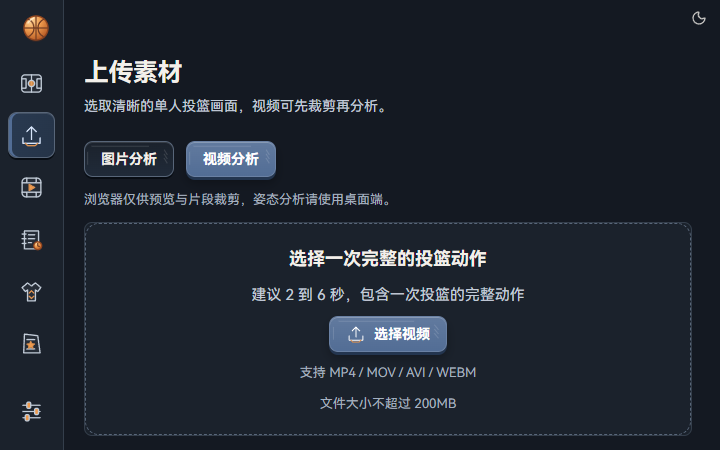 上传素材
选取清晰的单人投篮画面，视频可先裁剪再分析。
图片分析
视频分析
浏览器仅供预览与片段裁剪，姿态分析请使用桌面端。
选择一次完整的投篮动作
建议 2 到 6 秒，包含一次投篮的完整动作
选择视频
支持 MP4 / MOV / AVI / WEBM
文件大小不超过 200MB